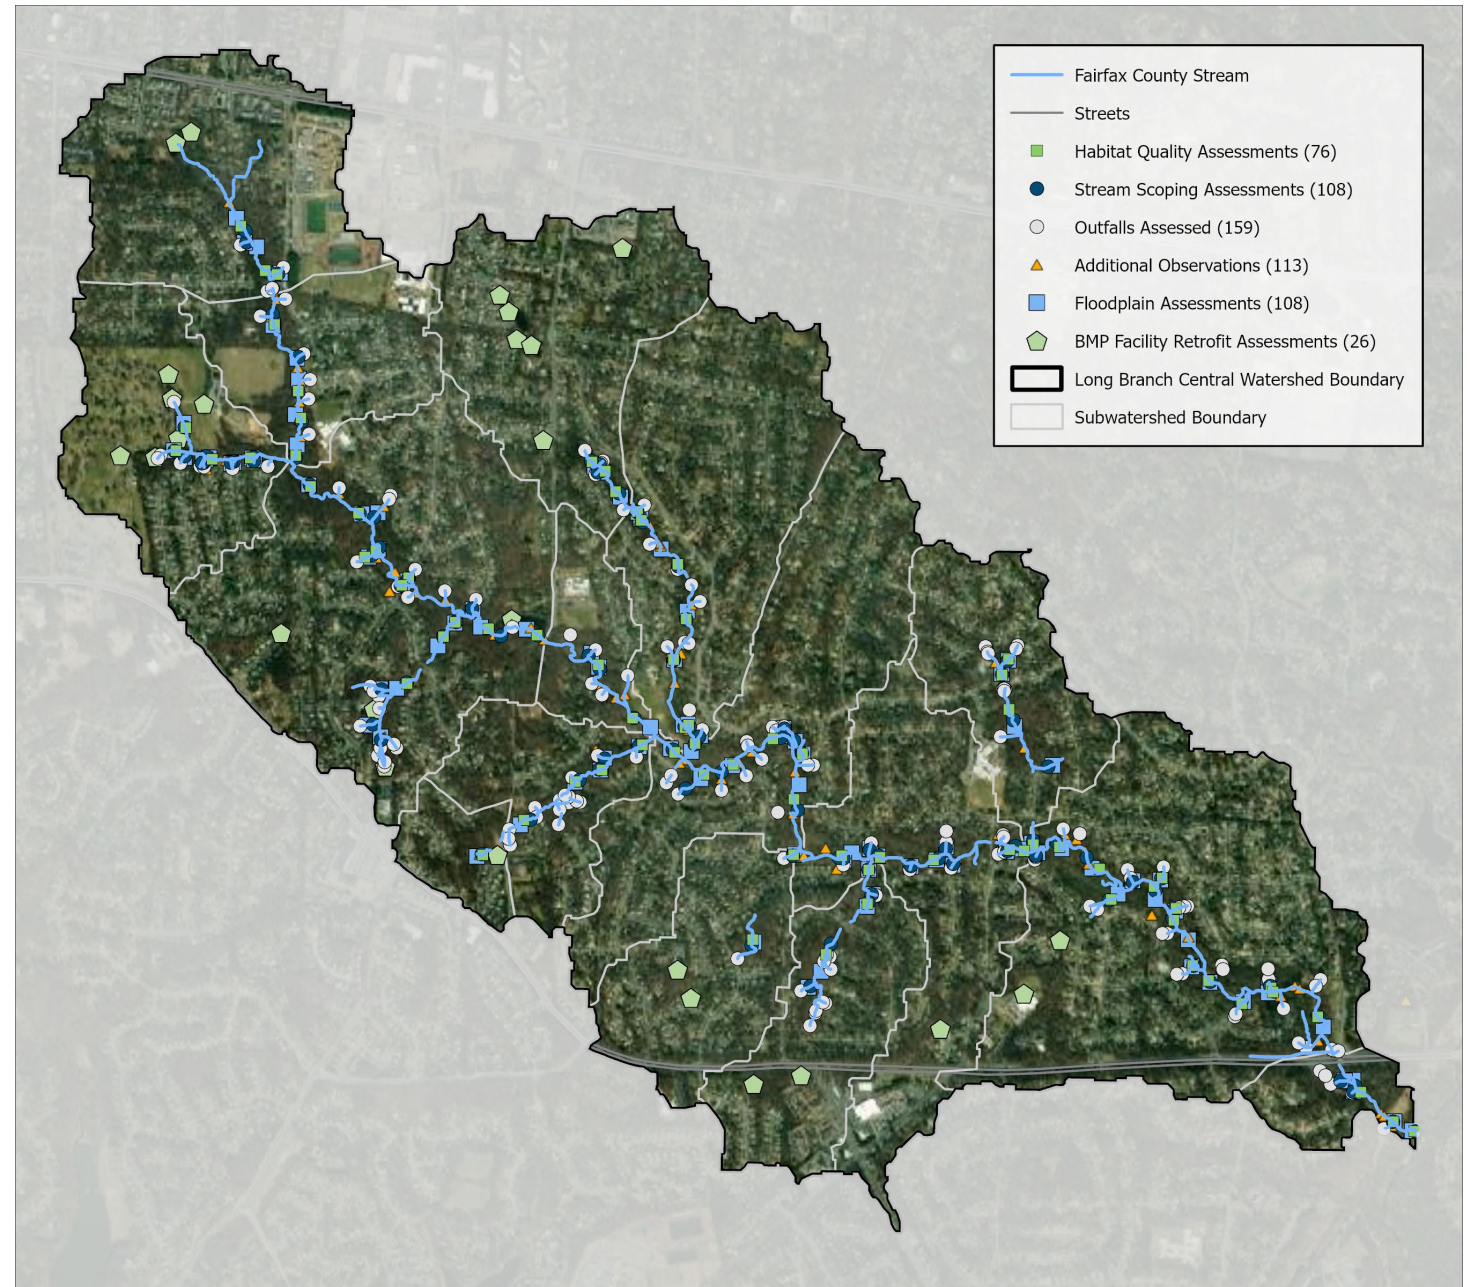 Fairfax County Stream
Streets
Habitat Quality Assessments (76)
Stream Scoping Assessments (108)
Outfalls Assessed (159)
Additional Observations (113)
Floodplain Assessments (108)
BMP Facility Retrofit Assessments (26)
Long Branch Central Watershed Boundary
Subwatershed Boundary